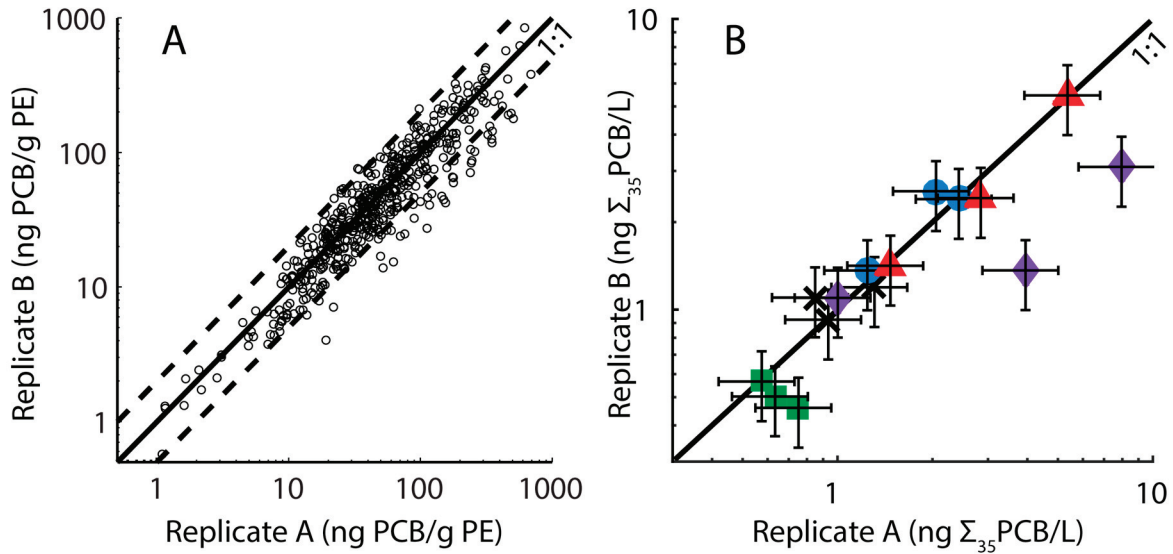 A
1:1
Replicate B (ng PCB/g PE)
1000
100
10
1
1
10
100
1000
Replicate A (ng PCB/g PE)
B
1:1
Replicate B (ng Σ₃₅PCB/L)
10
1
1
10
Replicate A (ng Σ₃₅PCB/L)